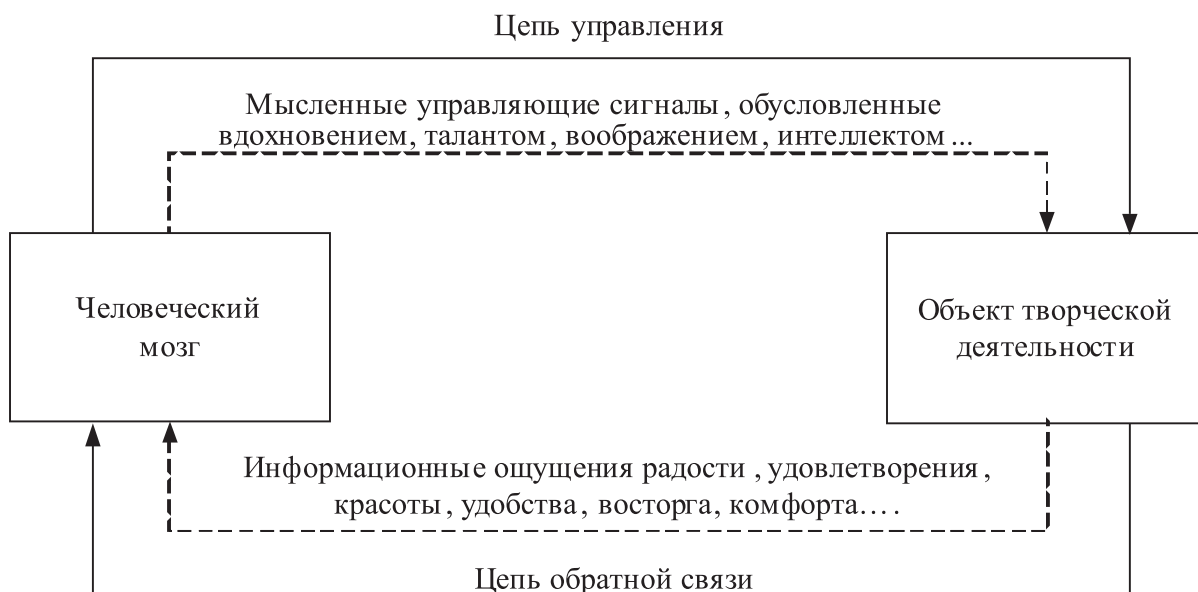 Цепь управления
Мысленные управляющие сигналы, обусловленные
вдохновением, талантом, воображением, интеллектом...
Человеческий
мозг
Объект творческой
деятельности
Информационные ощущения радости, удовлетворения,
красоты, удобства, восторга, комфорта....
Цепь обратной связи